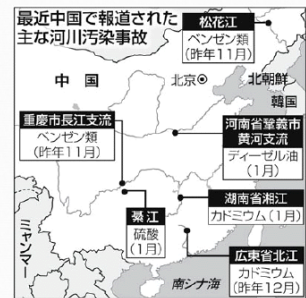 最近中国で報道された
主な河川汚染事故
松花江
ベンゼン類
(昨年11月)
中国
北京
北朝鮮
韓国
重慶市長江支流
ベンゼン類
(昨年11月)
河南省鞏義市
黄河支流
ディーゼル油
(1月)
湖南省湘江
カドミウム(1月)
綦江
硫酸
(1月)
広東省北江
カドミウム
(昨年12月)
ミャンマー
南シナ海